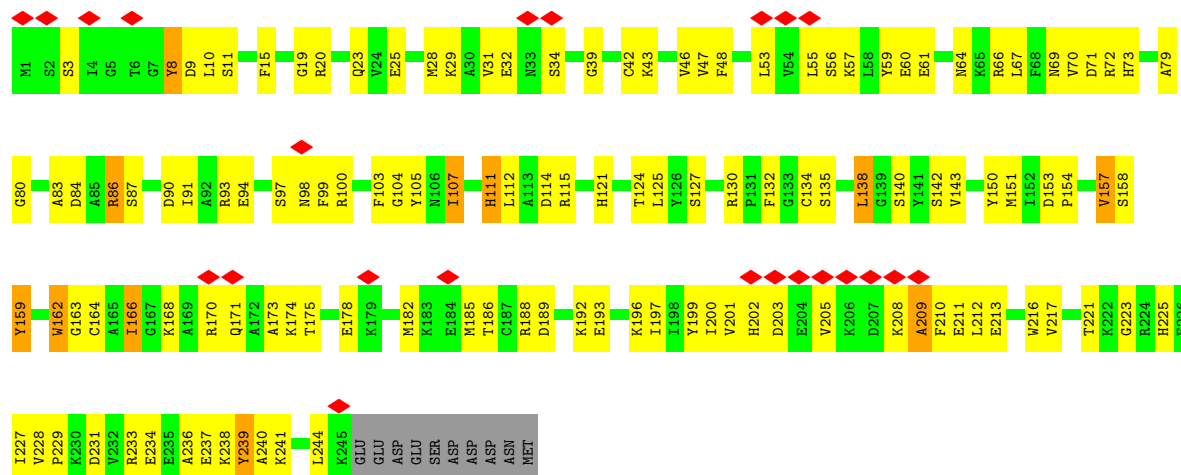 M1 S2 S3 I4 G5 T6 G7 Y8 D9 L10 S11 F15 G19 R20 Q23 V24 E25 M28 K29 A30 V31 E32 N33 S34 G39 C42 K43 V46 V47 F48 L53 V54 L55 S56 K57 L58 Y59 E60 E61 N64 K65 R66 L67 F68 N69 V70 D71 R72 H73 A79
G80 A83 D84 A85 R86 S87 D90 I91 A92 R93 E94 S97 N98 F99 R100 F103 G104 Y105 N106 I107 H111 L112 A113 D114 R115 H121 T124 L125 Y126 S127 R130 P131 F132 G133 C134 S135 L138 G139 S140 Y141 S142 V143 Y150 M151 I152 D153 P154 V157 S158
Y159 W162 G163 C164 A165 I166 G167 K168 A169 R170 Q171 A172 A173 K174 T175 E178 K179 M182 K183 E184 M185 T186 C187 R188 D189 K192 E193 K196 I197 I198 Y199 I200 V201 H202 D203 E204 V205 K206 D207 K208 A209 F210 E211 L212 E213 W216 V217 T221 K222 G223 R224 H225
I227 V228 P229 K230 D231 V232 R233 E234 E235 A236 E237 K238 Y239 A240 K241 L244 K245 GLU GLU ASP GLU SER ASP ASP ASP ASN MET